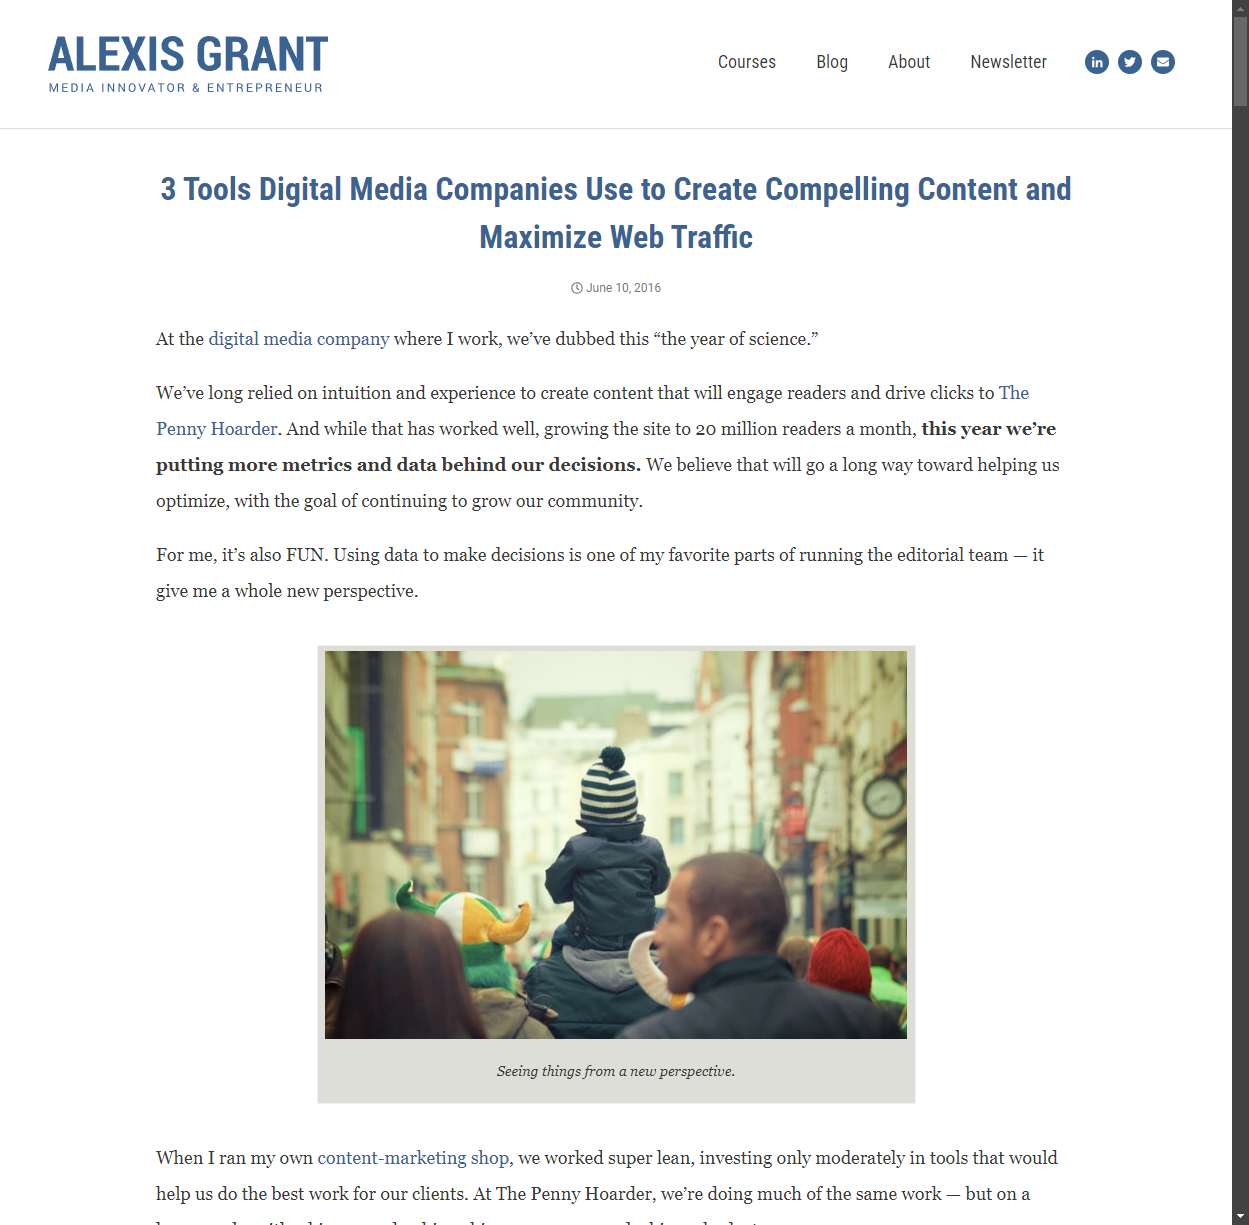 ALEXIS GRANT
MEDIA INNOVATOR & ENTREPRENEUR
Courses
Blog
About
Newsletter
3 Tools Digital Media Companies Use to Create Compelling Content and
Maximize Web Traffic
June 10, 2016
At the digital media company where I work, we’ve dubbed this “the year of science.”
We’ve long relied on intuition and experience to create content that will engage readers and drive clicks to The
Penny Hoarder. And while that has worked well, growing the site to 20 million readers a month, this year we’re
putting more metrics and data behind our decisions. We believe that will go a long way toward helping us
optimize, with the goal of continuing to grow our community.
For me, it’s also FUN. Using data to make decisions is one of my favorite parts of running the editorial team — it
give me a whole new perspective.
Seeing things from a new perspective.
When I ran my own content-marketing shop, we worked super lean, investing only moderately in tools that would
help us do the best work for our clients. At The Penny Hoarder, we’re doing much of the same work — but on a